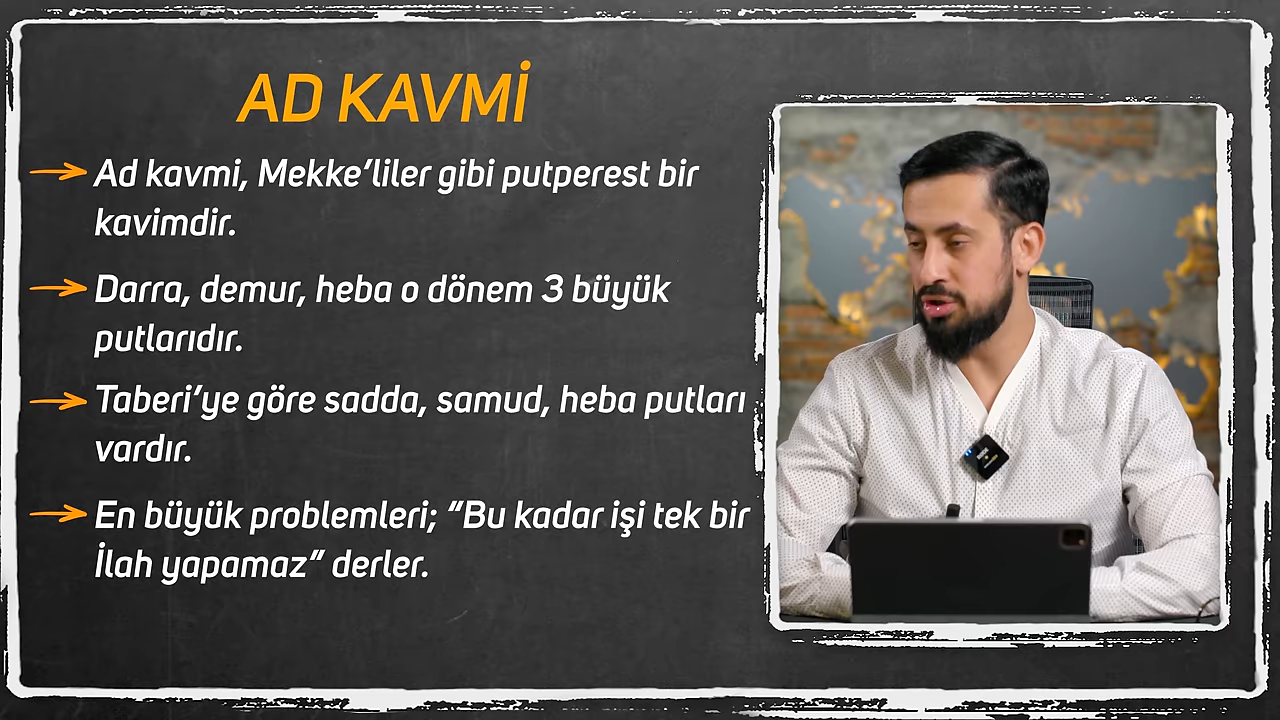 AD KAVMİ
Ad kavmi, Mekke’liler gibi putperest bir
kavimdir.
Darra, demur, heba o dönem 3 büyük
putlarıdır.
Taberi’ye göre sadda, samud, heba putları
vardır.
En büyük problemleri; “Bu kadar işi tek bir
İlah yapamaz“ derler.